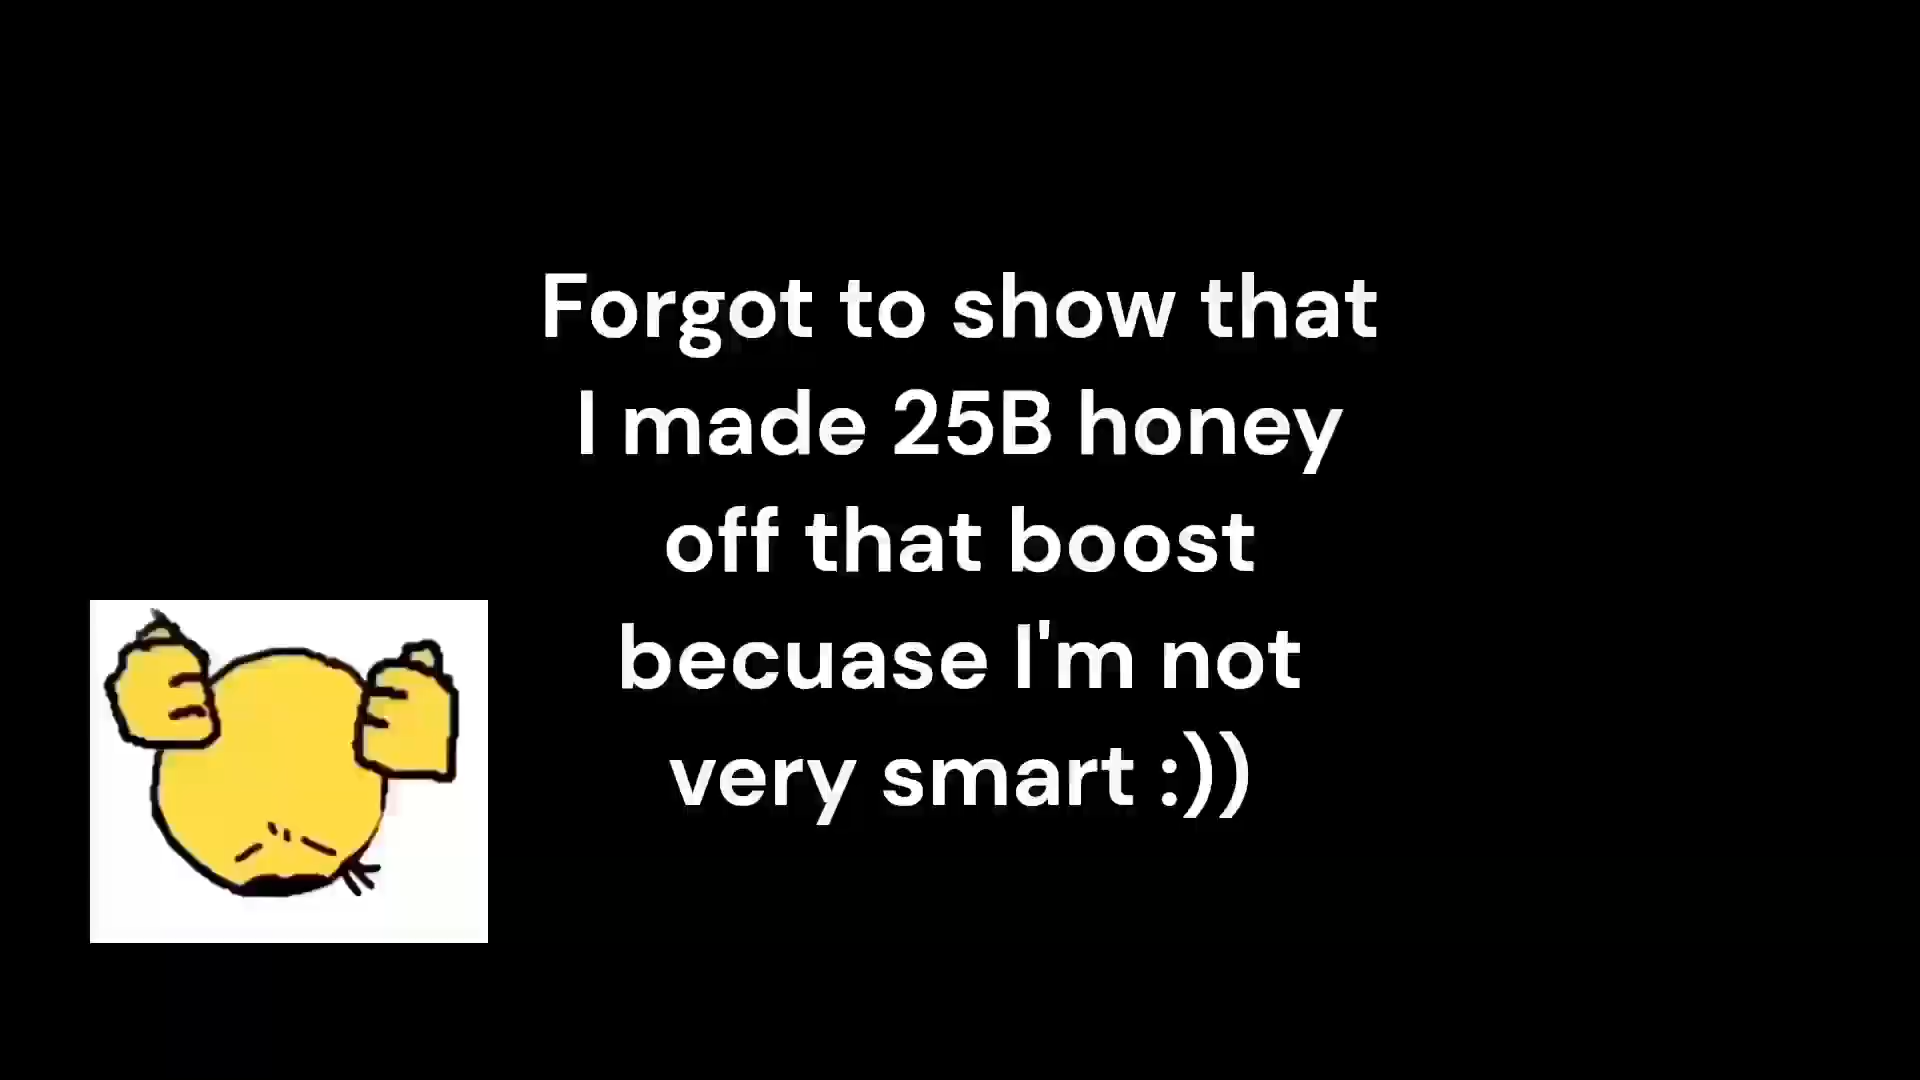 Forgot to show that
I made 25B honey
off that boost
becuase I'm not
very smart :))